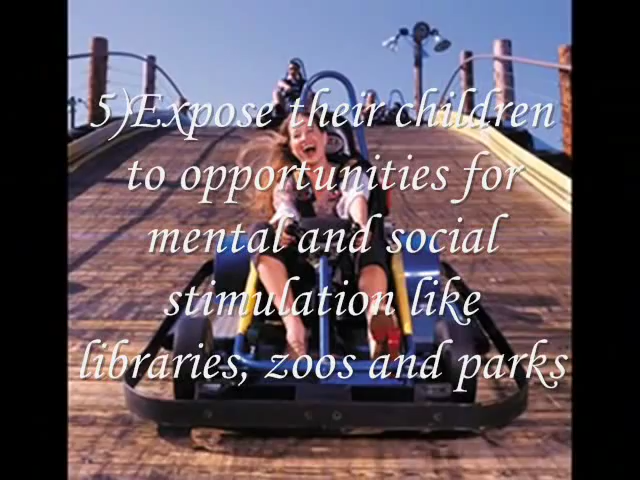 5)Expose their children
to opportunities for
mental and social
stimulation like
libraries, zoos and parks